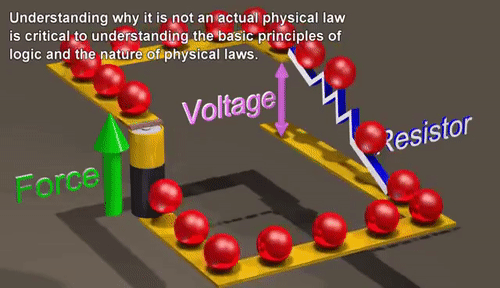 Understanding why it is not an actual physical law
is critical to understanding the basic principles of
logic and the nature of physical laws.
Voltage
Resistor
Force